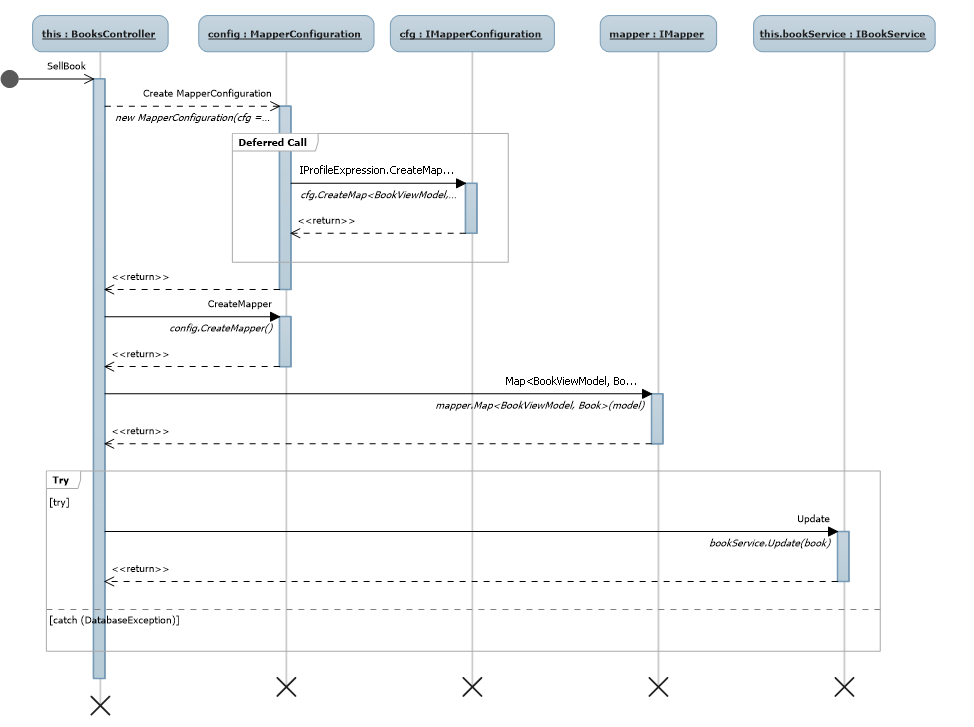 this : BooksController
config : MapperConfiguration
cfg : IMapperConfiguration
mapper : IMapper
this.bookService : IBookService
SellBook
Create MapperConfiguration
new MapperConfiguration(cfg =...
Deferred Call
IProfileExpression.CreateMap...
cfg.CreateMap<BookViewModel,...
<<return>>
<<return>>
CreateMapper
config.CreateMapper()
<<return>>
Map<BookViewModel, Bo...
mapper.Map<BookViewModel, Book>(model)
<<return>>
Try
[try]
Update
bookService.Update(book)
<<return>>
[catch (DatabaseException)]